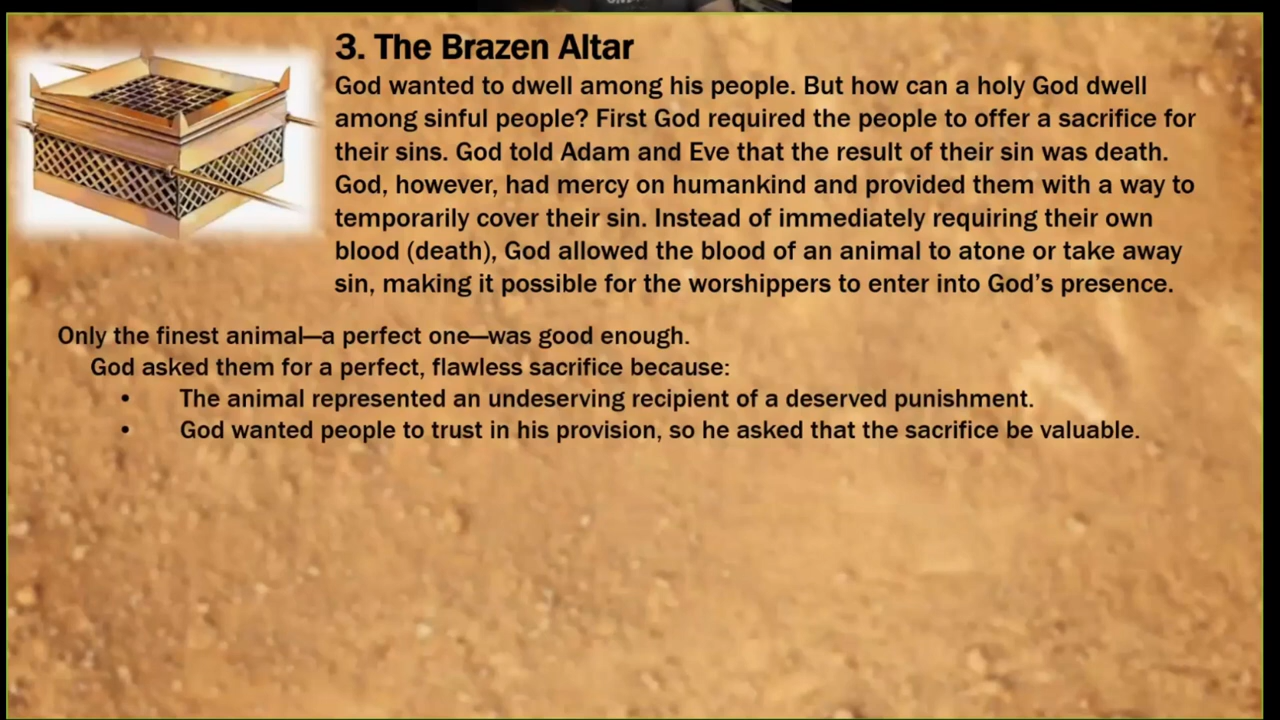 3. The Brazen Altar
God wanted to dwell among his people. But how can a holy God dwell
among sinful people? First God required the people to offer a sacrifice for
their sins. God told Adam and Eve that the result of their sin was death.
God, however, had mercy on humankind and provided them with a way to
temporarily cover their sin. Instead of immediately requiring their own
blood (death), God allowed the blood of an animal to atone or take away
sin, making it possible for the worshippers to enter into God’s presence.
Only the finest animal—a perfect one—was good enough.
God asked them for a perfect, flawless sacrifice because:
• The animal represented an undeserving recipient of a deserved punishment.
• God wanted people to trust in his provision, so he asked that the sacrifice be valuable.